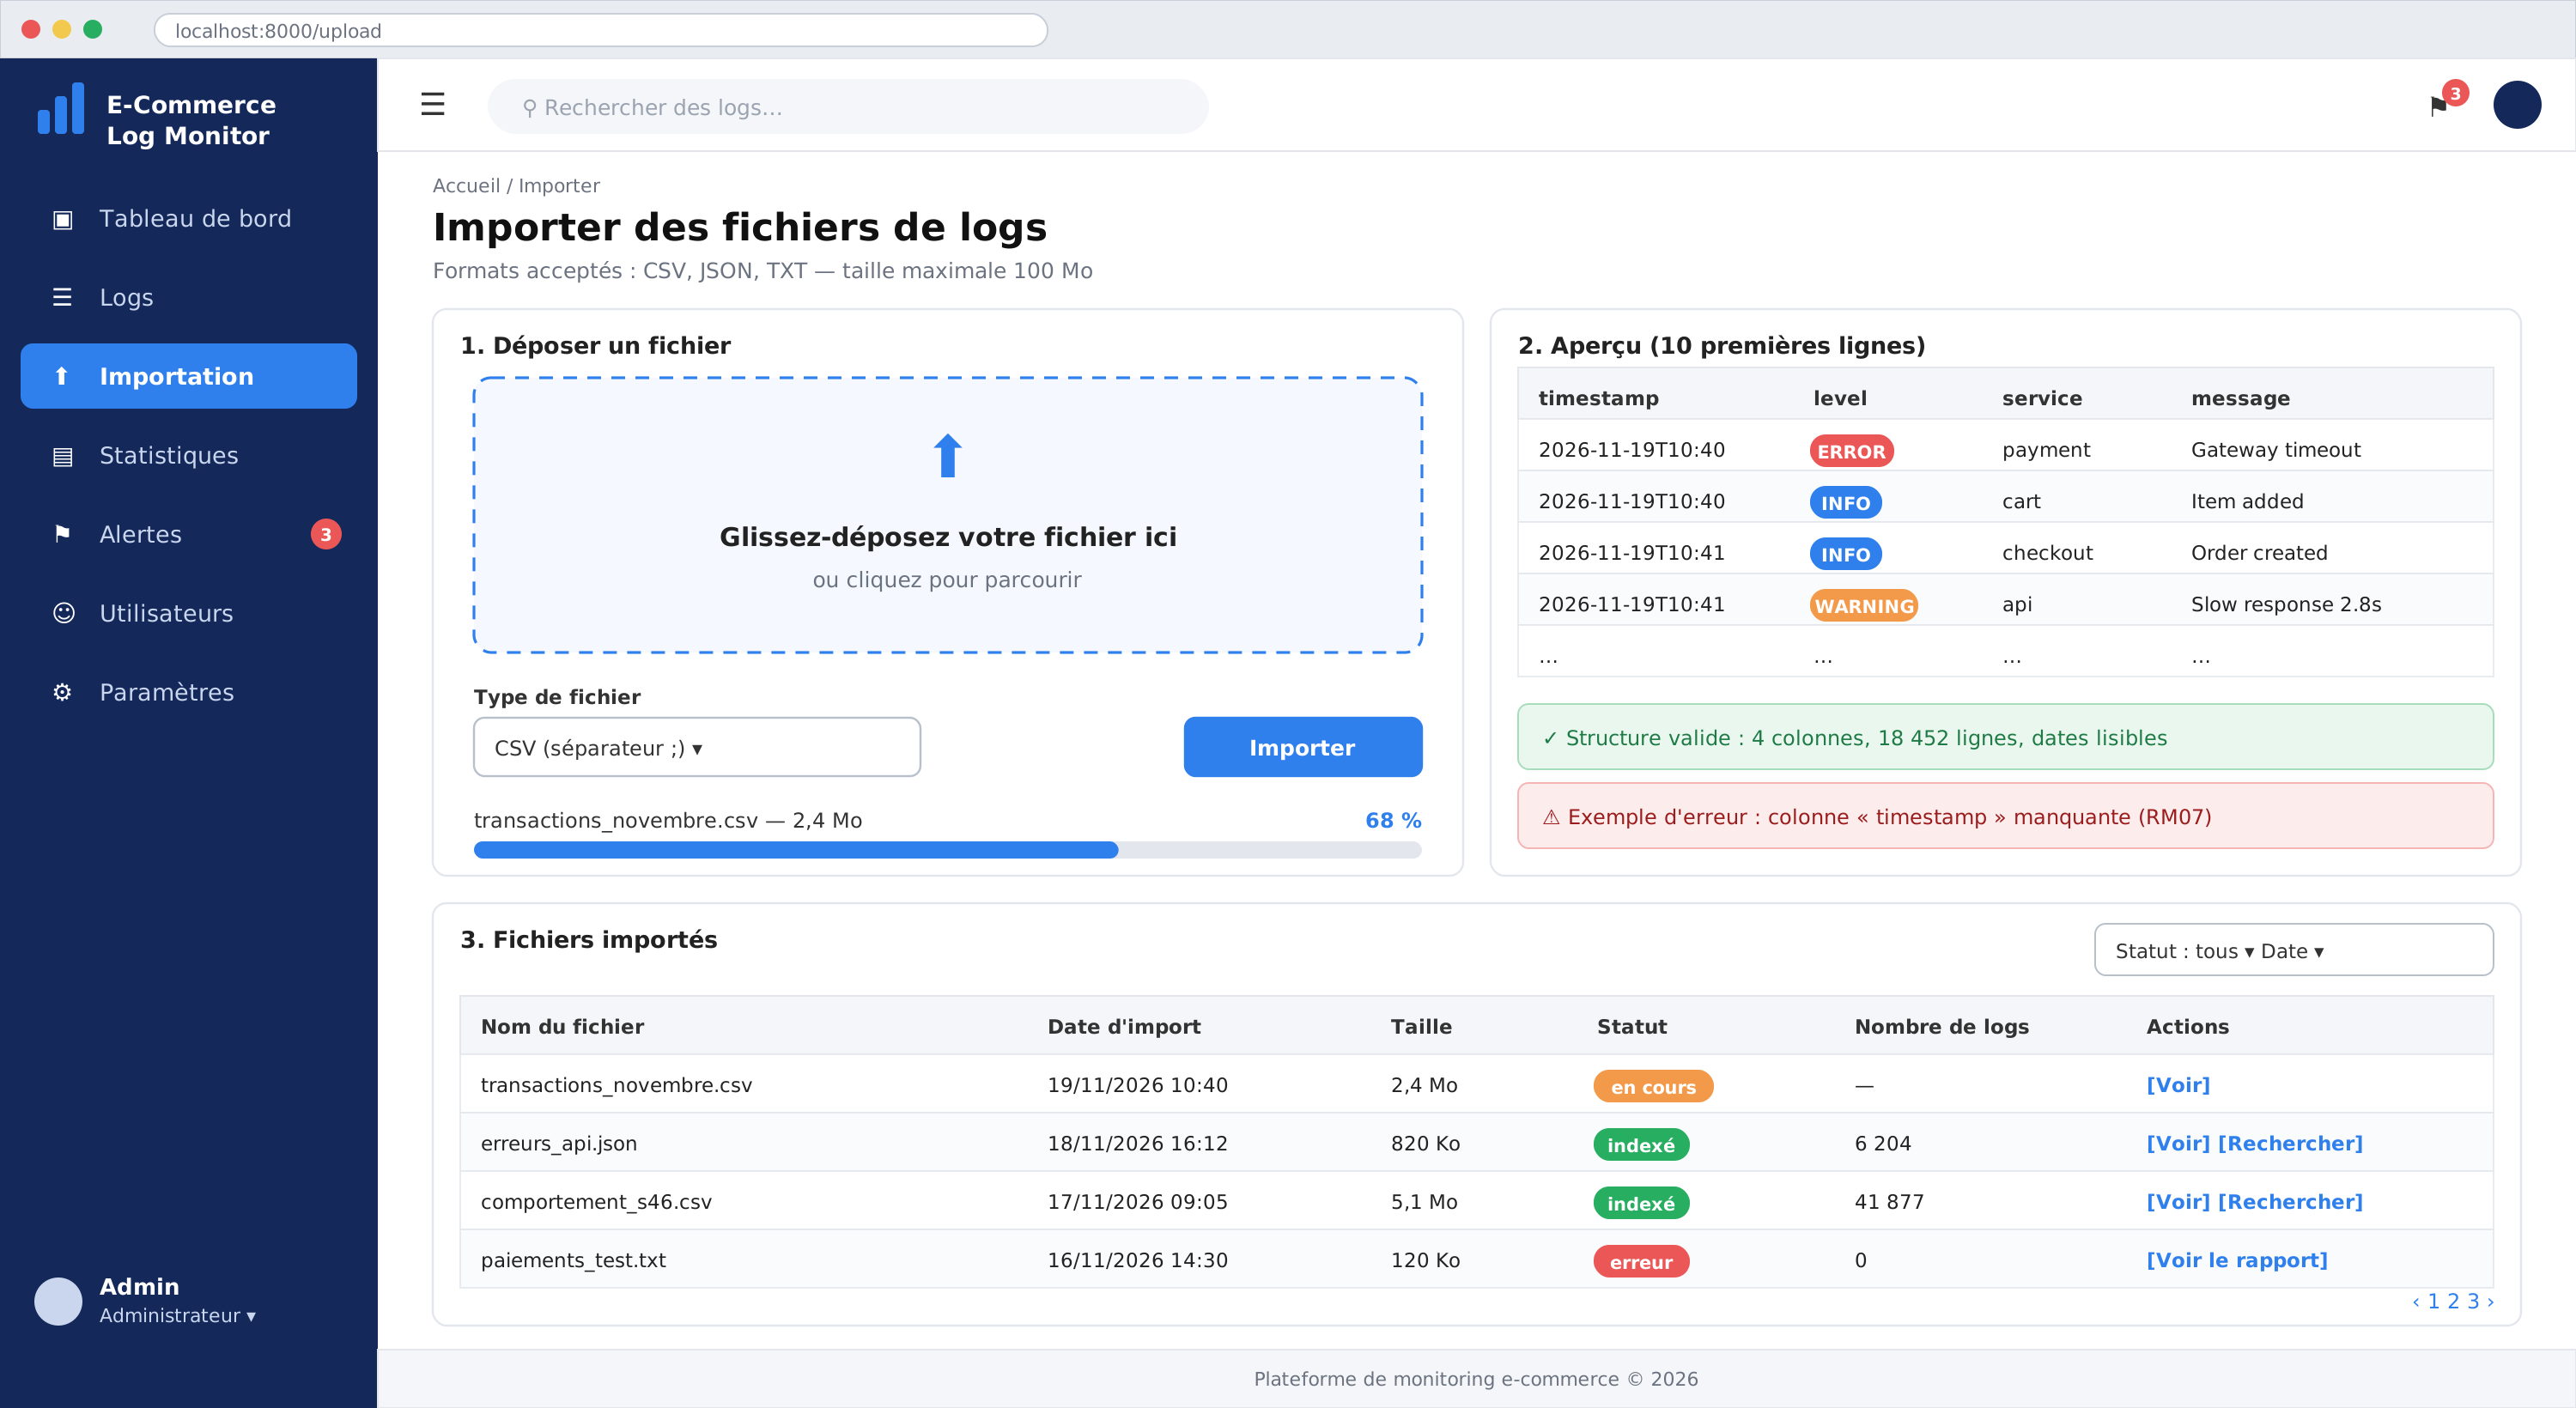 localhost:8000/upload
E-Commerce
Log Monitor
☰
⚲ Rechercher des logs...
⚑ 3
▣ Tableau de bord
☰ Logs
⬆ Importation
▤ Statistiques
⚑ Alertes 3
☺ Utilisateurs
⚙ Paramètres
Admin
Administrateur ▾
Accueil / Importer
Importer des fichiers de logs
Formats acceptés : CSV, JSON, TXT — taille maximale 100 Mo
1. Déposer un fichier
⬆
Glissez-déposez votre fichier ici
ou cliquez pour parcourir
Type de fichier
CSV (séparateur ;) ▾
Importer
transactions_novembre.csv — 2,4 Mo 68 %
2. Aperçu (10 premières lignes)
timestamp level service message
2026-11-19T10:40 ERROR payment Gateway timeout
2026-11-19T10:40 INFO cart Item added
2026-11-19T10:41 INFO checkout Order created
2026-11-19T10:41 WARNING api Slow response 2.8s
... ... ... ...
✓ Structure valide : 4 colonnes, 18 452 lignes, dates lisibles
⚠ Exemple d'erreur : colonne « timestamp » manquante (RM07)
3. Fichiers importés
Statut : tous ▾ Date ▾
Nom du fichier Date d'import Taille Statut Nombre de logs Actions
transactions_novembre.csv 19/11/2026 10:40 2,4 Mo en cours — [Voir]
erreurs_api.json 18/11/2026 16:12 820 Ko indexé 6 204 [Voir] [Rechercher]
comportement_s46.csv 17/11/2026 09:05 5,1 Mo indexé 41 877 [Voir] [Rechercher]
paiements_test.txt 16/11/2026 14:30 120 Ko erreur 0 [Voir le rapport]
‹ 1 2 3 ›
Plateforme de monitoring e-commerce © 2026